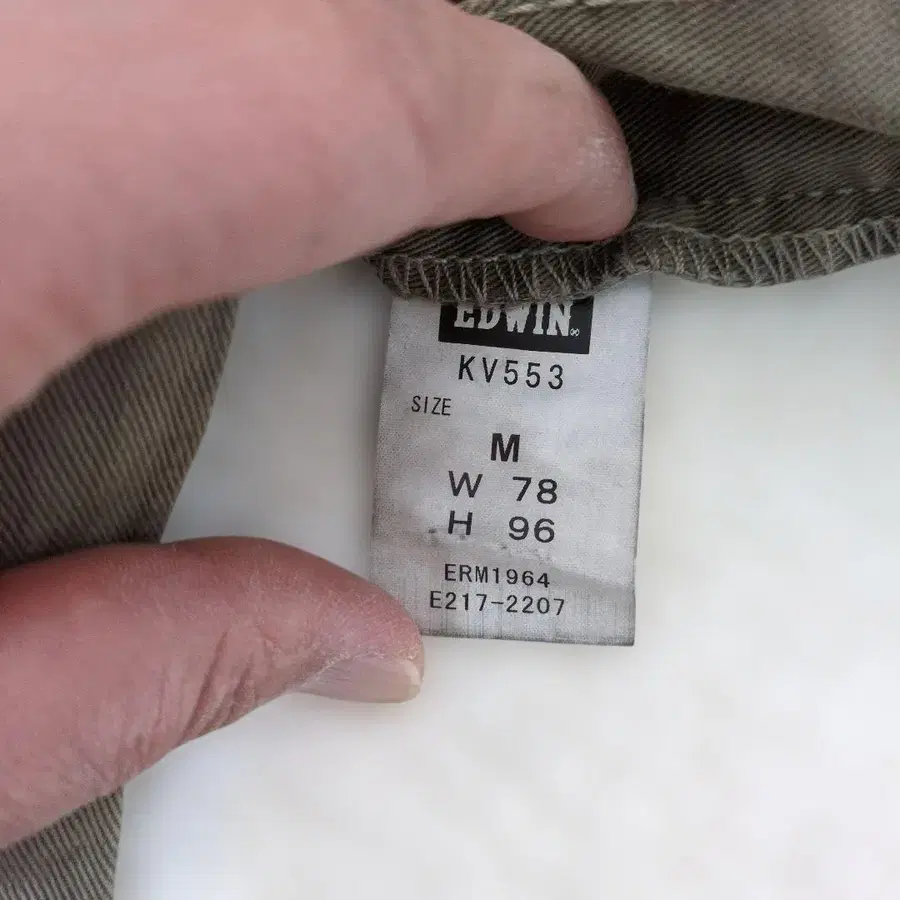 EDWIN
KV553
SIZE
M
W 78
H 96
ERM1964
E217-2207